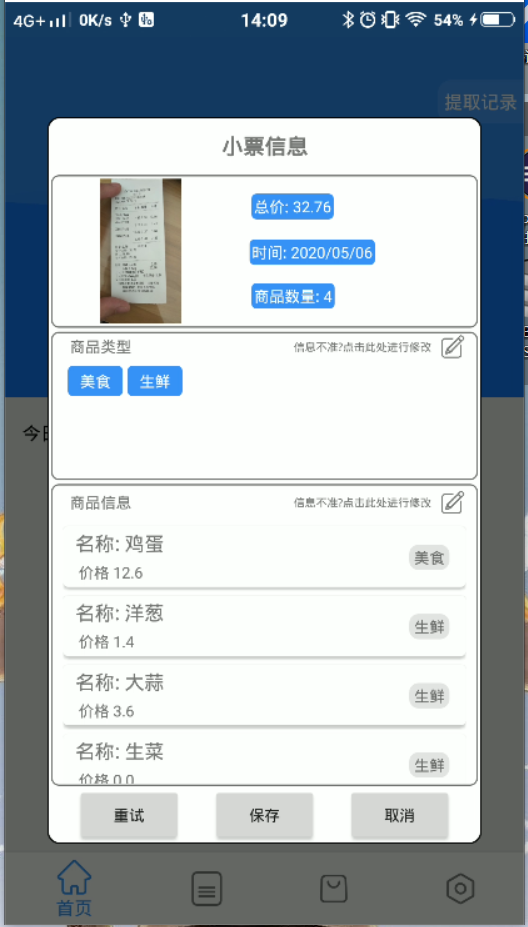 4G+ 0K/s 14:09 54%
提取记录
小票信息
总价: 32.76
时间: 2020/05/06
商品数量: 4
商品类型
信息不准?点击此处进行修改
美食 生鲜
今日
商品信息
信息不准?点击此处进行修改
名称: 鸡蛋
价格 12.6
美食
名称: 洋葱
价格 1.4
生鲜
名称: 大蒜
价格 3.6
生鲜
名称: 生菜
价格 0.0
生鲜
重试 保存 取消
首页